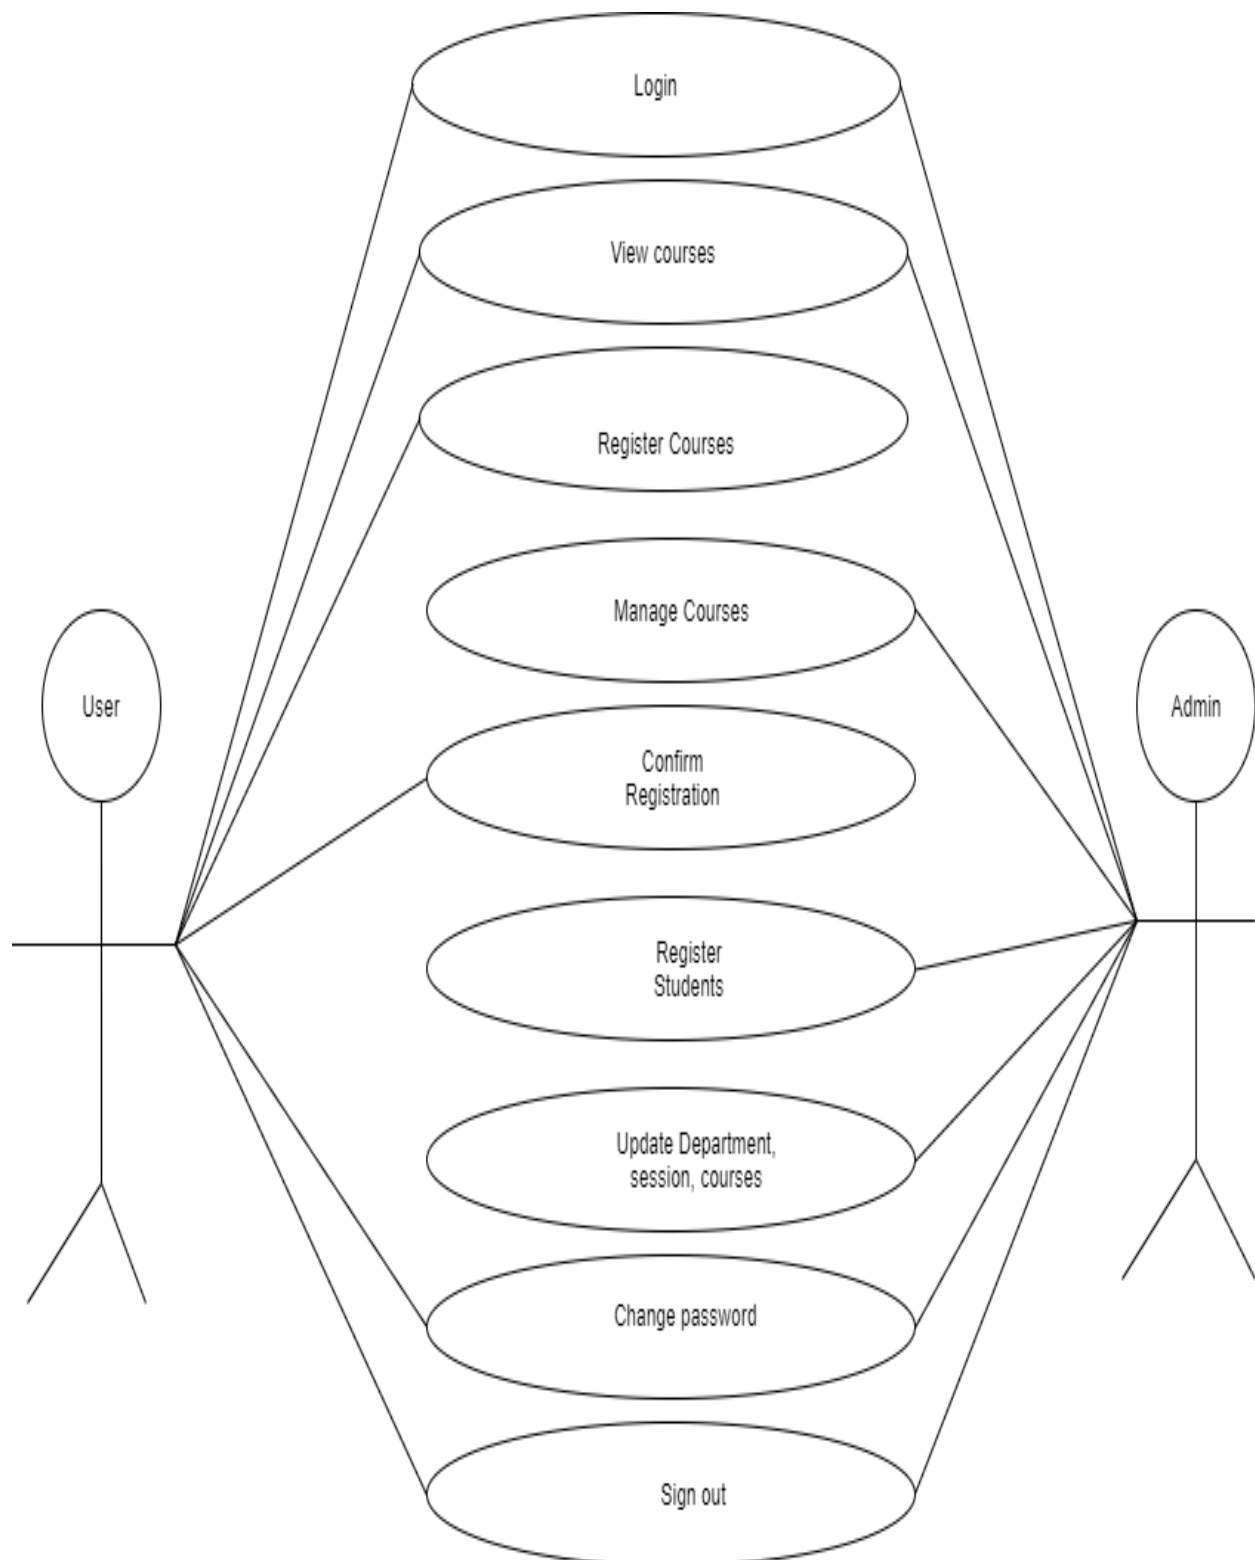 Login
View courses
Register Courses
Manage Courses
User
Admin
Confirm
Registration
Register
Students
Update Department,
session, courses
Change password
Sign out